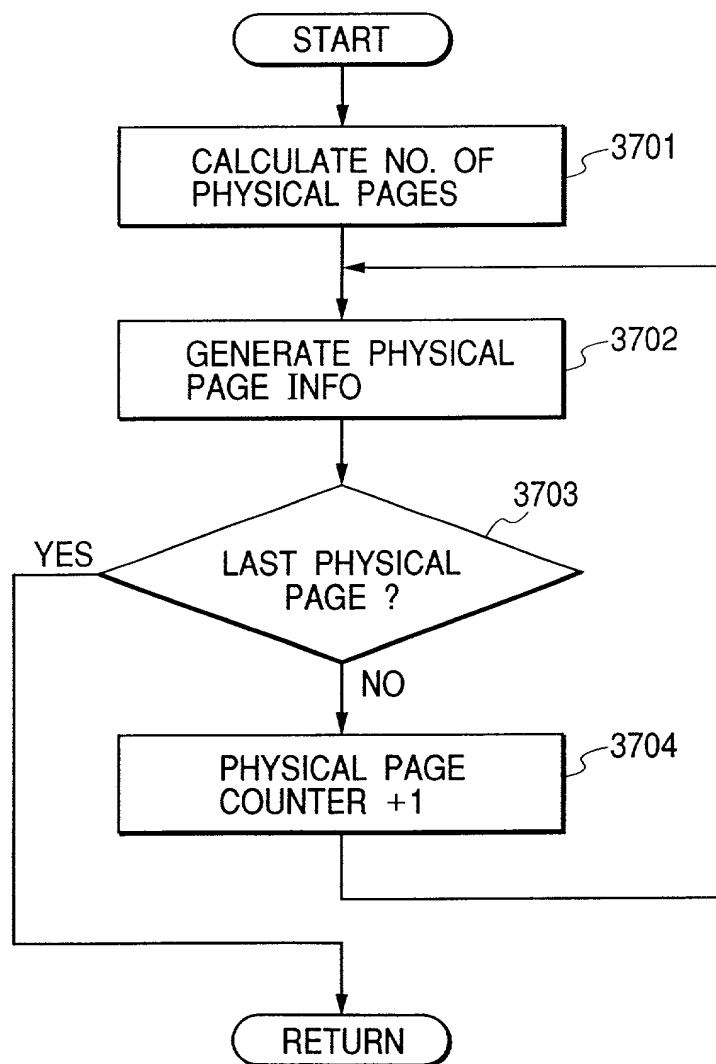 START
CALCULATE NO. OF
PHYSICAL PAGES
3701
GENERATE PHYSICAL
PAGE INFO
3702
3703
YES
LAST PHYSICAL
PAGE ?
NO
PHYSICAL PAGE
COUNTER +1
3704
RETURN